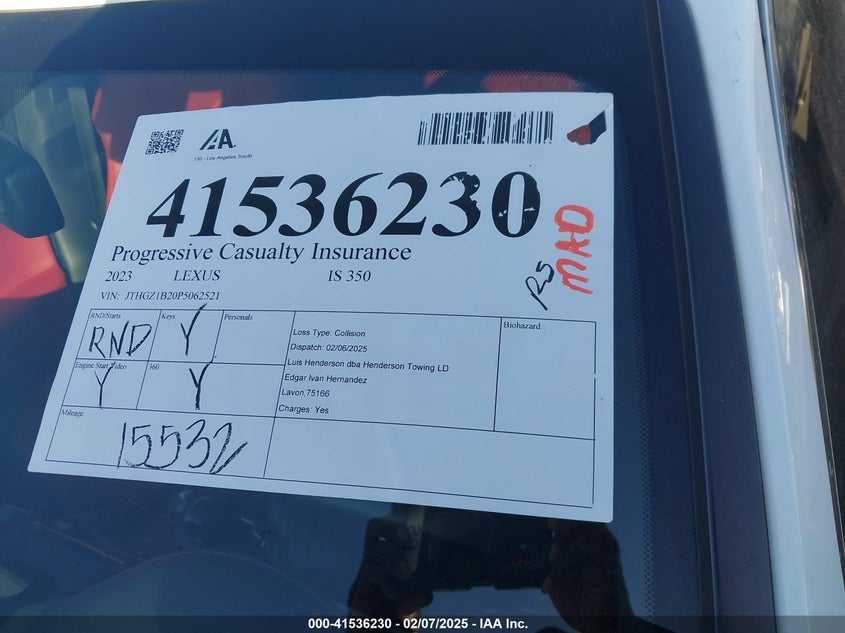 IAA.
130 - Los Angeles South
41536230
Progressive Casualty Insurance
2023 LEXUS IS 350
VIN: JTHGZ1B20P5062521
RS
MAD
RND/Starts Keys Personals
RND Y
Engine Start Video 360
Y Y
Mileage
15532
Loss Type: Collision
Dispatch: 02/06/2025
Luis Henderson dba Henderson Towing LD
Edgar Ivan Hernandez
Lavon,75166
Charges: Yes
Biohazard
000-41536230 - 02/07/2025 - IAA Inc.